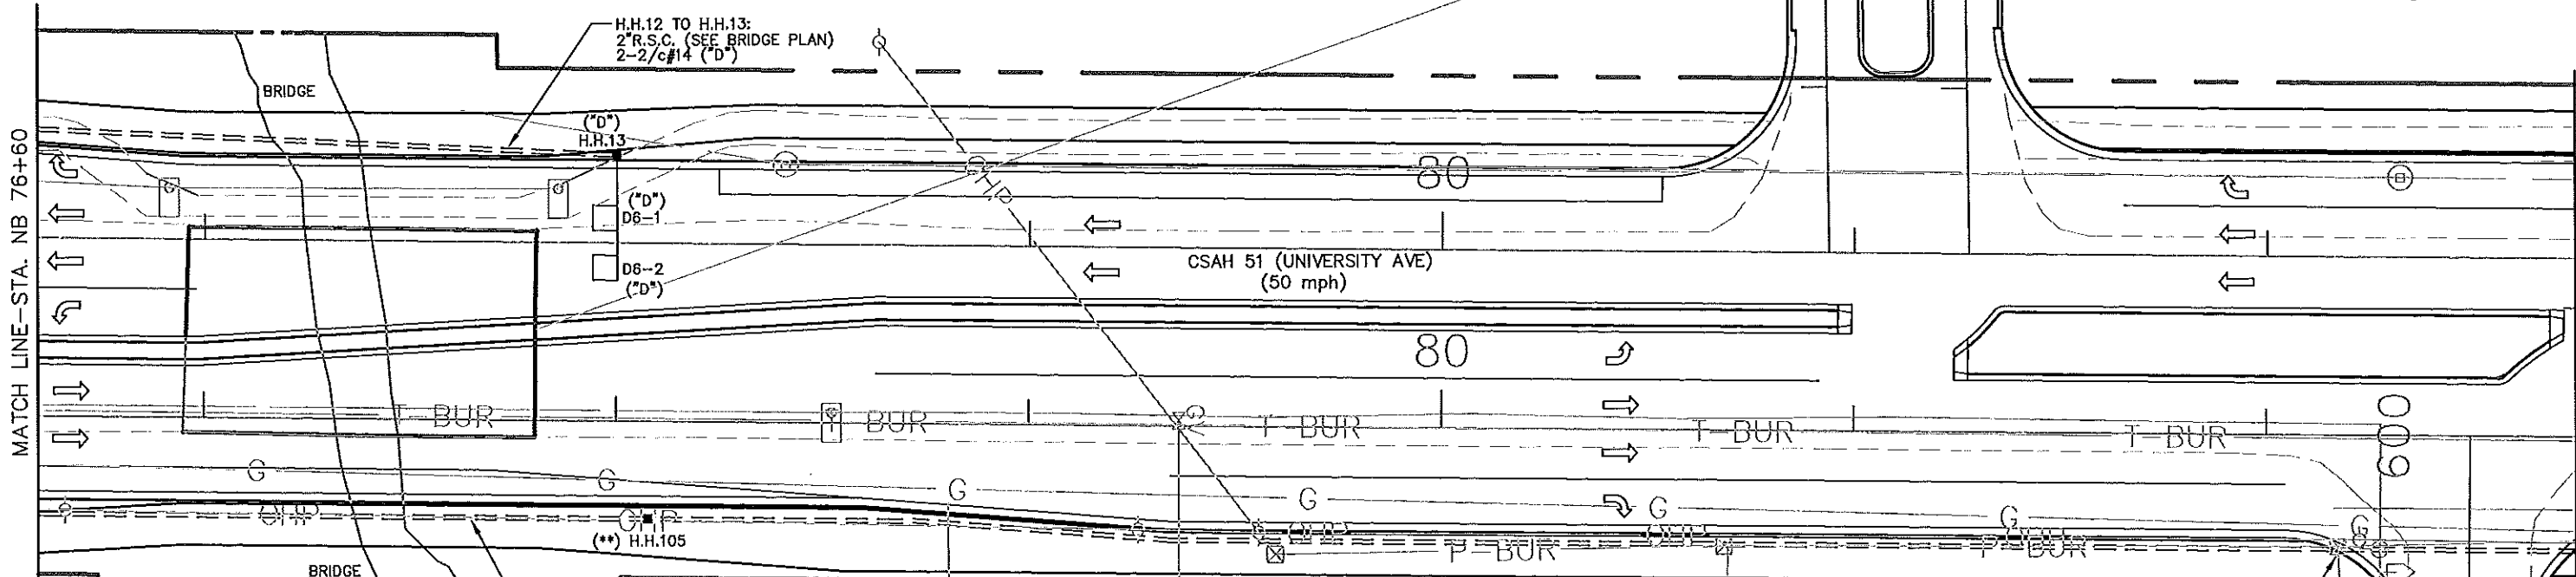 H.H.12 TO H.H.13:
2"R.S.C. (SEE BRIDGE PLAN)
2-2/c#14 ("D")
BRIDGE
("D")
H.H.13
MATCH LINE-STA. NB 76+60
80
("D")
D6-1
D6-2
("D")
CSAH 51 (UNIVERSITY AVE)
(50 mph)
80
T-BUR
BUR
G
T-BUR
T-BUR
T-BUR
600
G
G
G
G
G
G
G
OHP
OHP
(**) H.H.105
P-BUR
P-BUR
BRIDGE